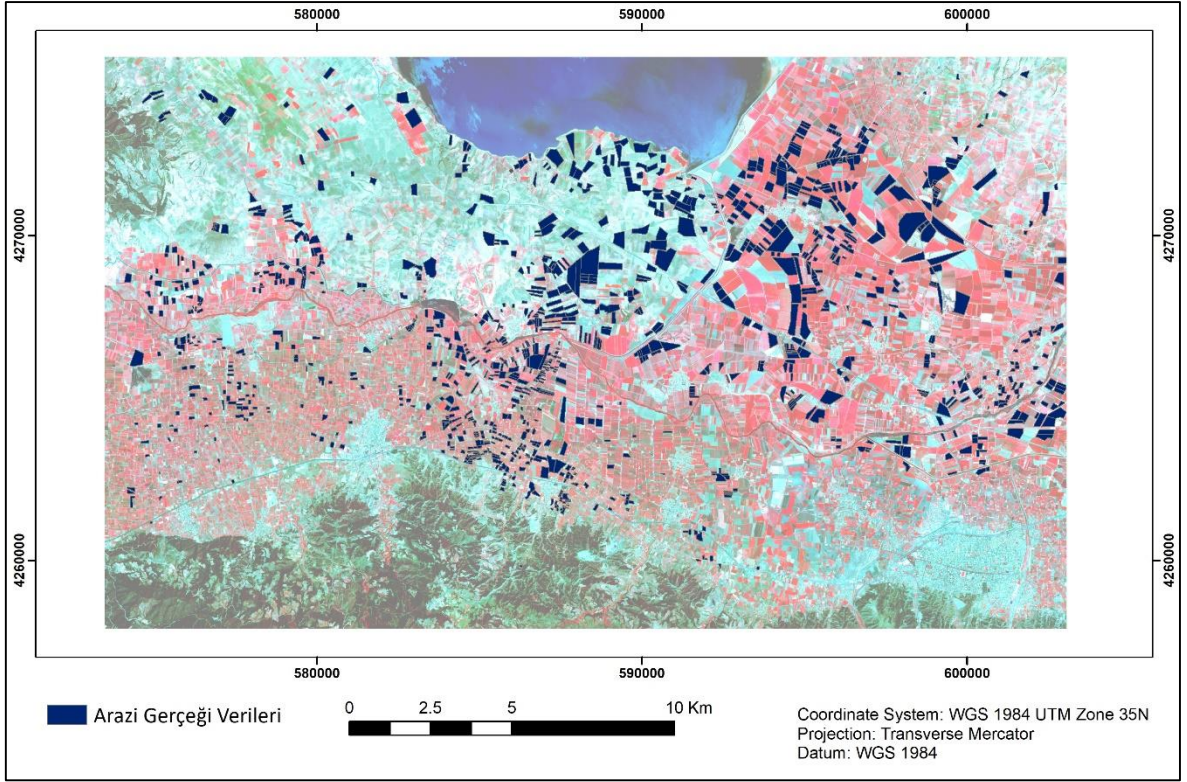 580000 590000 600000
4270000 4270000
4260000 4260000
580000 590000 600000
0 2.5 5 10 Km
Arazi Gerçeği Verileri
Coordinate System: WGS 1984 UTM Zone 35N
Projection: Transverse Mercator
Datum: WGS 1984